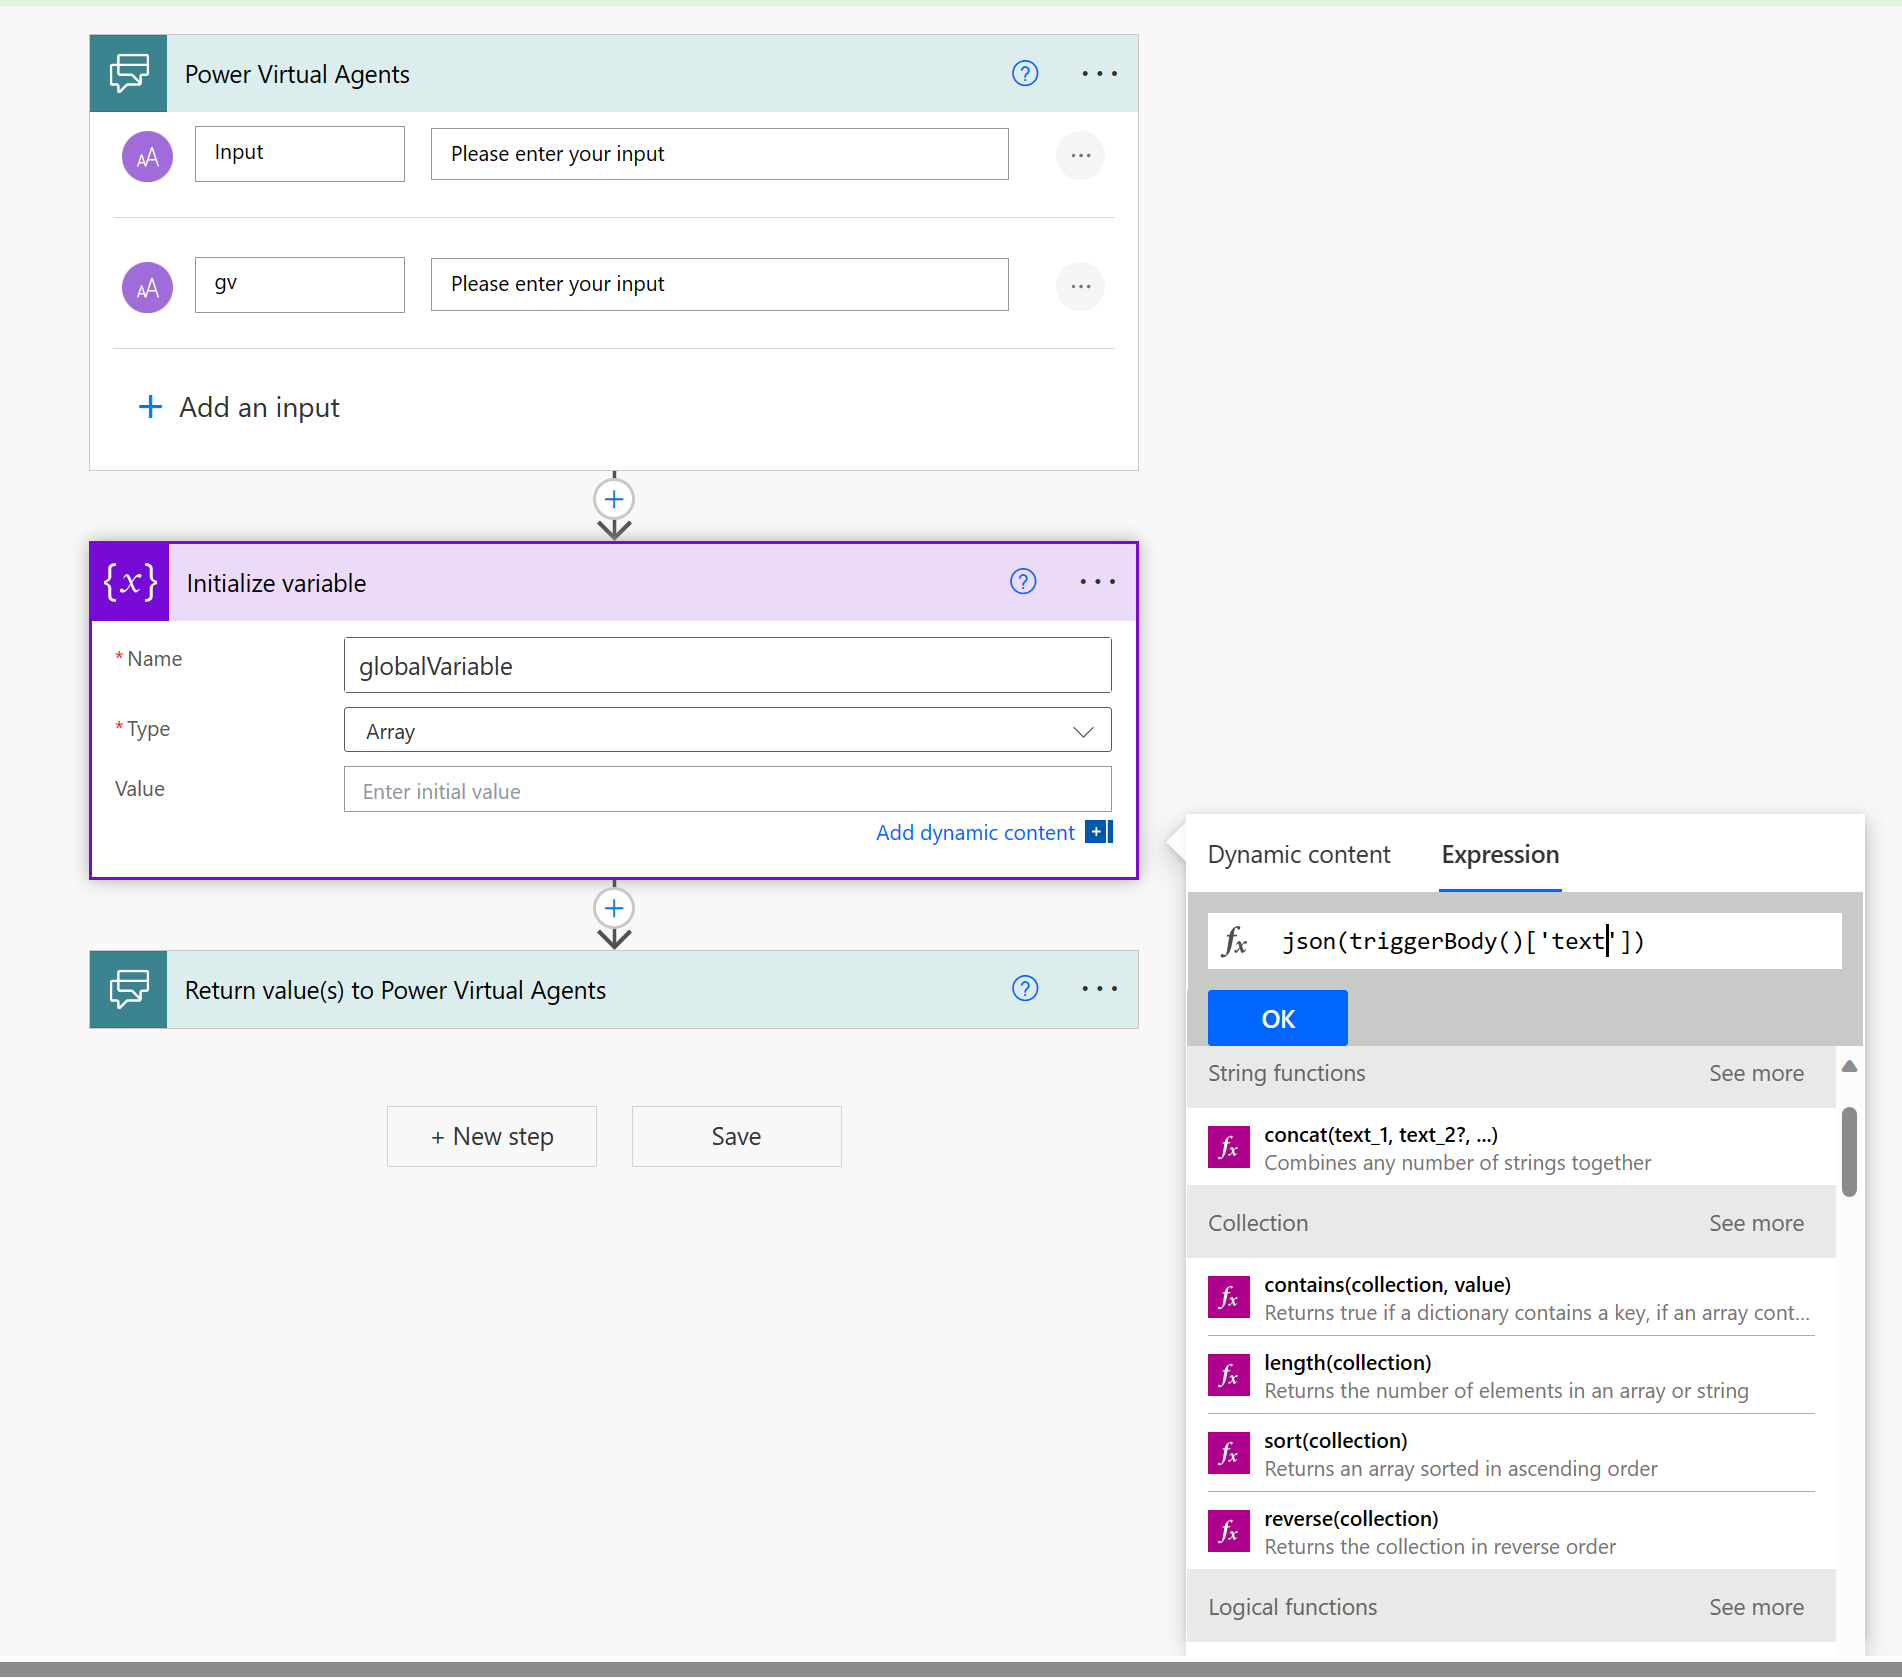 Power Virtual Agents
Input
Please enter your input
gv
Please enter your input
Add an input
{x} Initialize variable
* Name
globalVariable
* Type
Array
Value
Enter initial value
Add dynamic content
Return value(s) to Power Virtual Agents
+ New step
Save
Dynamic content
Expression
fx json(triggerBody()['text'])
OK
String functions
See more
fx concat(text_1, text_2?, ...)
Combines any number of strings together
Collection
See more
fx contains(collection, value)
Returns true if a dictionary contains a key, if an array cont...
fx length(collection)
Returns the number of elements in an array or string
fx sort(collection)
Returns an array sorted in ascending order
fx reverse(collection)
Returns the collection in reverse order
Logical functions
See more